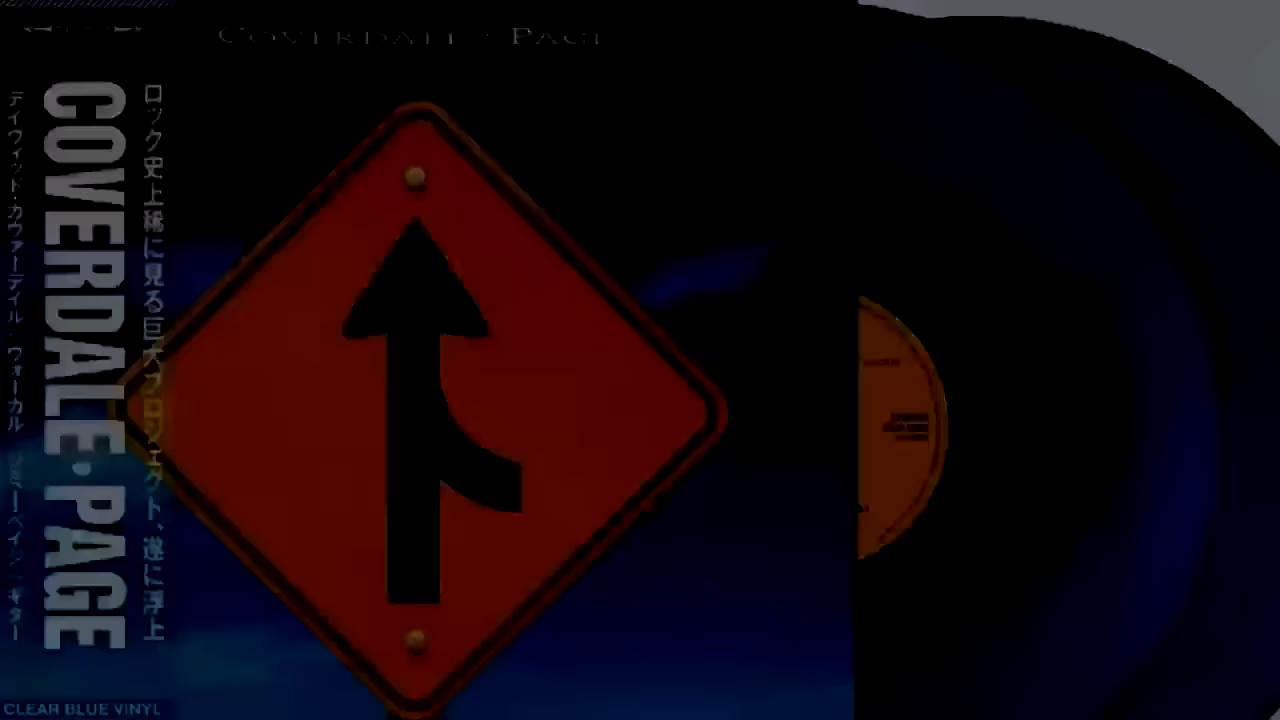 COVERDALE · PAGE
ロック史上稀に見る巨大プロジェクト、遂に浮上
COVERDALE·PAGE
デイヴィッド・カヴァーデイル:ヴォーカル ジミー・ペイジ:ギター
CLEAR BLUE VINYL